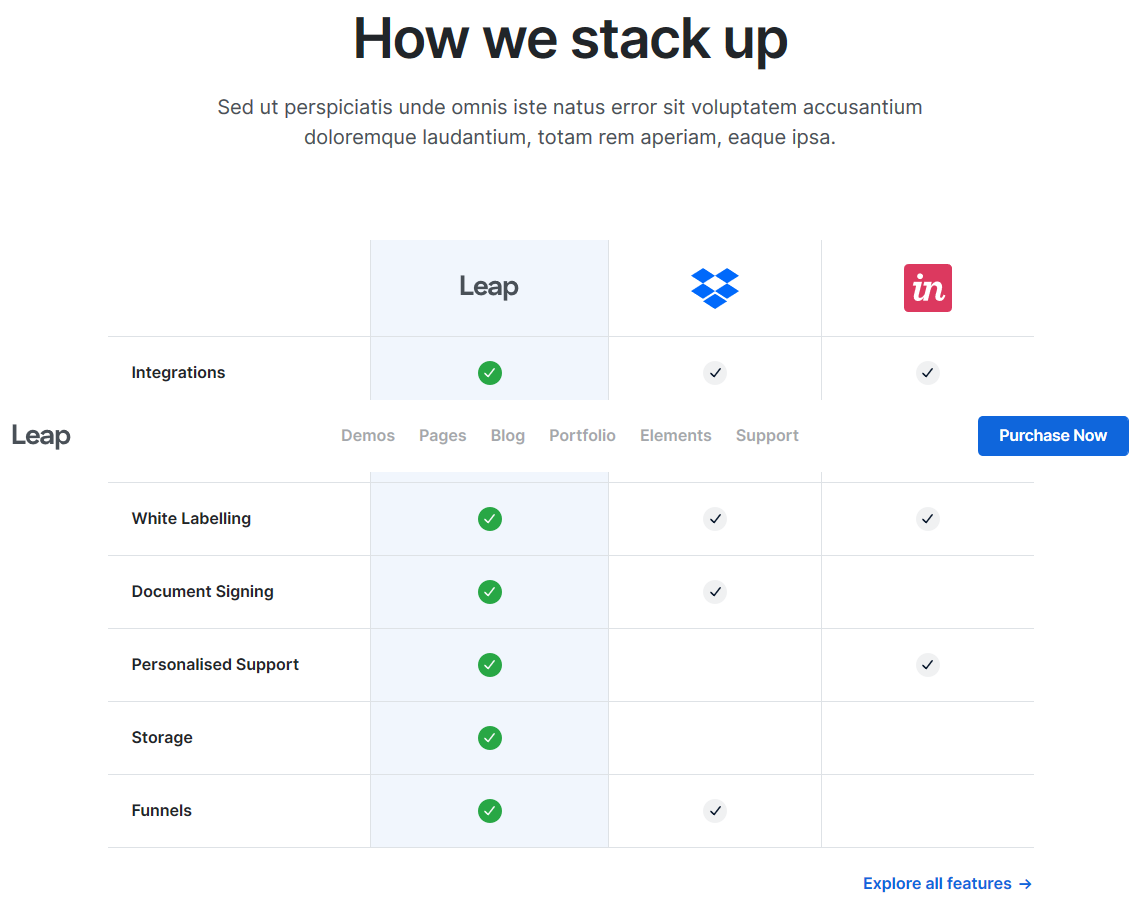 How we stack up
Sed ut perspiciatis unde omnis iste natus error sit voluptatem accusantium
doloremque laudantium, totam rem aperiam, eaque ipsa.
Leap
in
Integrations
Leap Demos Pages Blog Portfolio Elements Support Purchase Now
White Labelling
Document Signing
Personalised Support
Storage
Funnels
Explore all features →